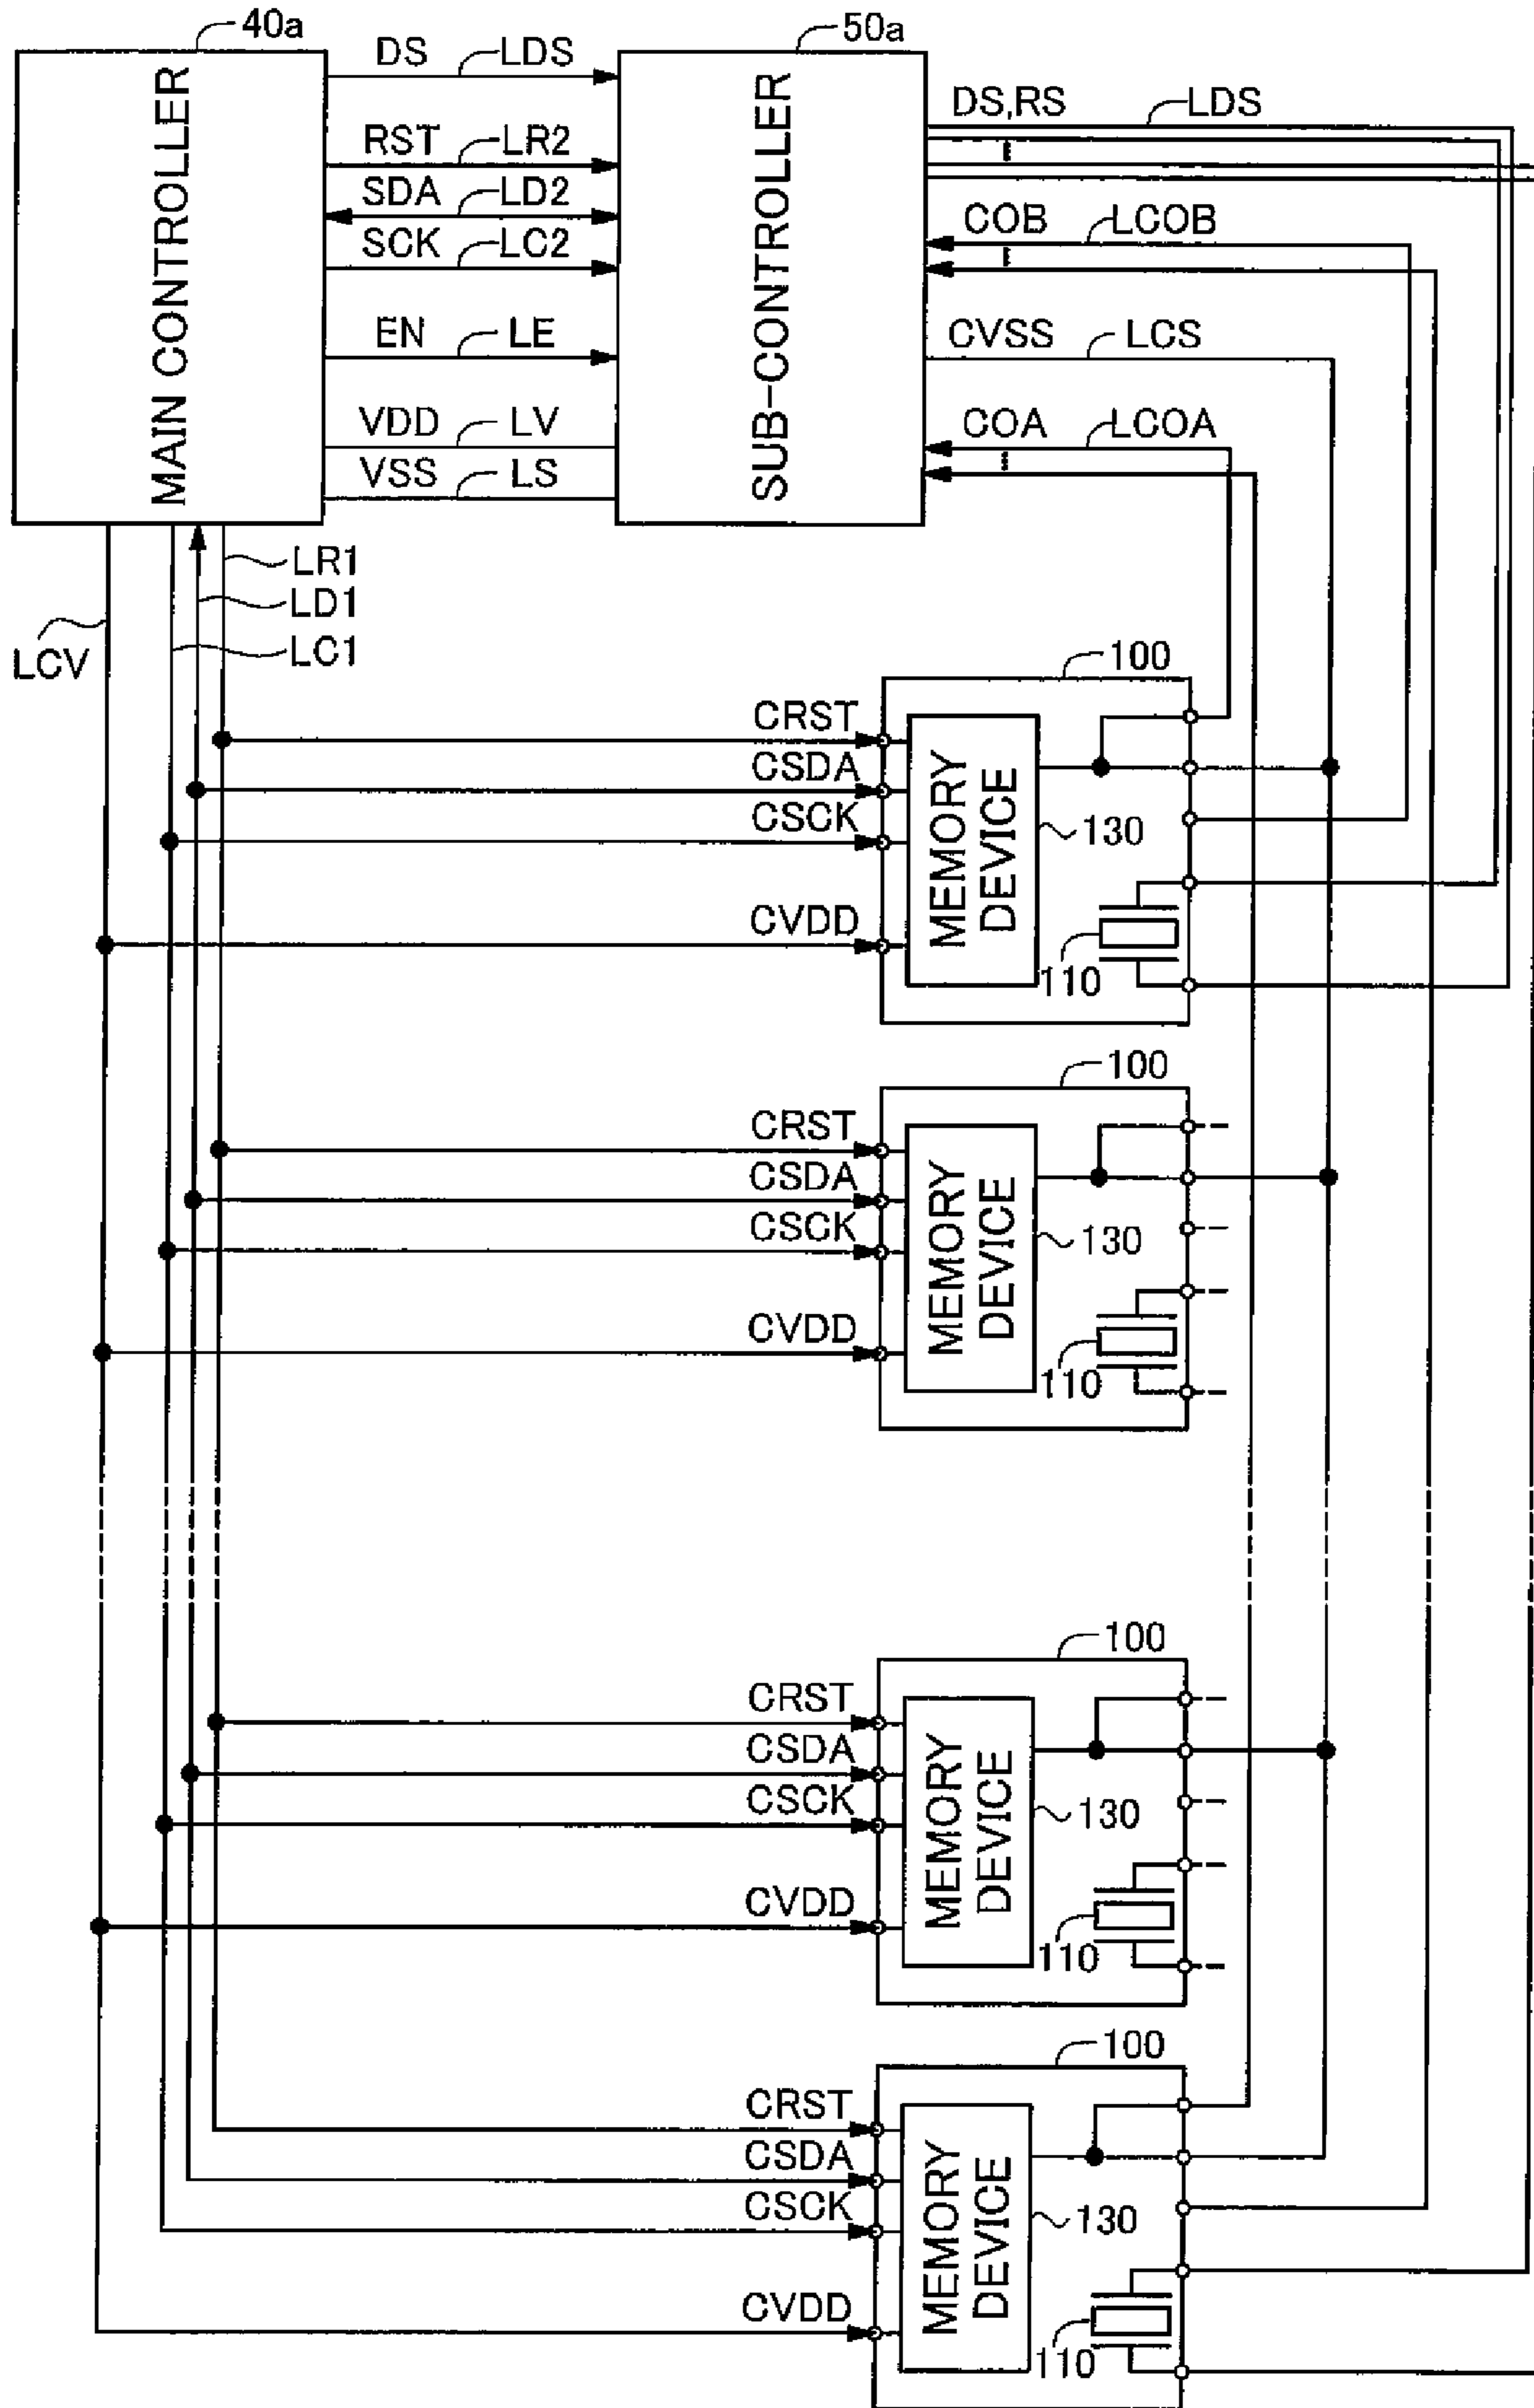 40a
50a
MAIN CONTROLLER
SUB-CONTROLLER
DS LDS
RST LR2
SDA LD2
SCK LC2
EN LE
VDD LV
VSS LS
DS,RS LDS
COB LCOB
CVSS LCS
COA LCOA
LR1
LD1
LC1
LCV
100
CRST
CSDA
CSCK
CVDD
MEMORY
DEVICE
130
110
100
CRST
CSDA
CSCK
CVDD
MEMORY
DEVICE
130
110
100
CRST
CSDA
CSCK
CVDD
MEMORY
DEVICE
130
110
100
CRST
CSDA
CSCK
CVDD
MEMORY
DEVICE
130
110